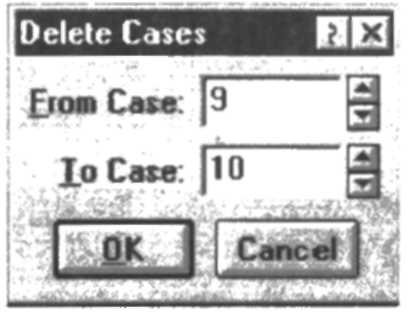 Delete Cases ? X
From Case: 9
To Case: 10
OK Cancel